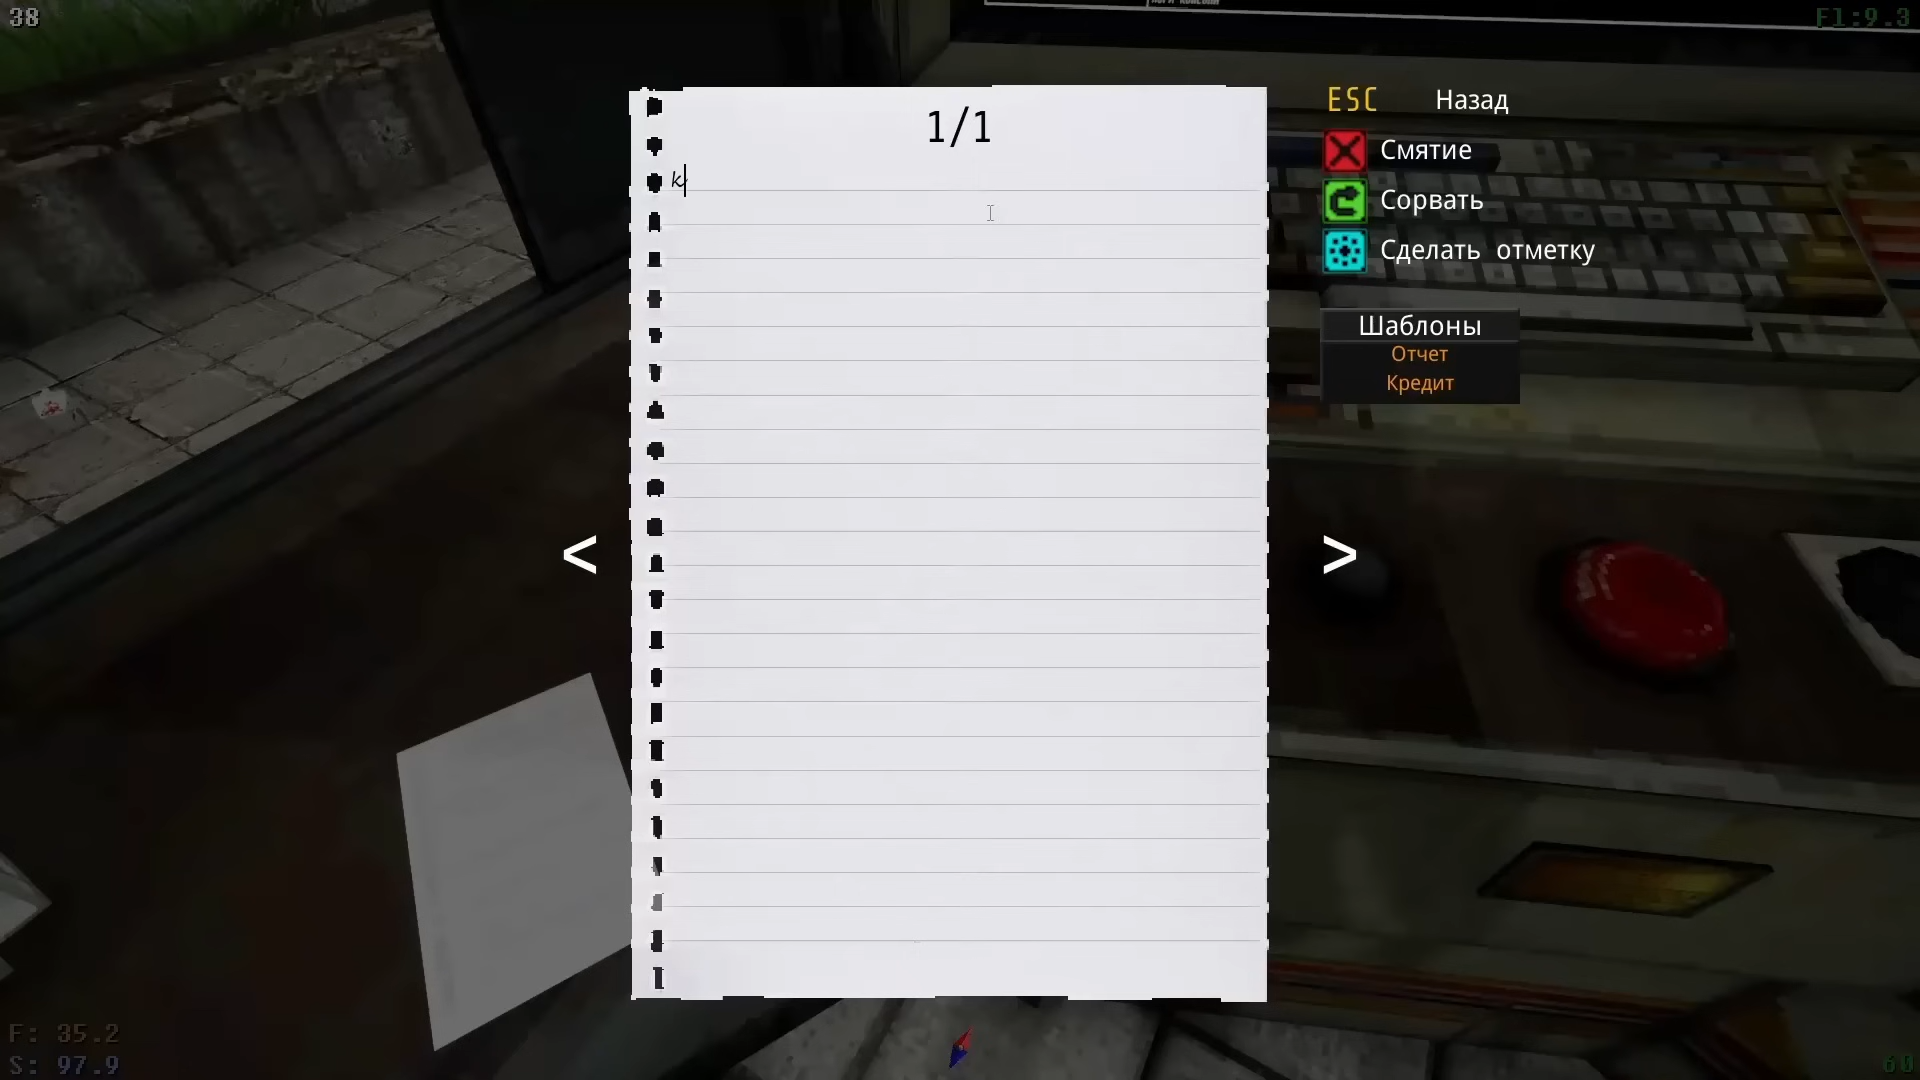 38
F1:9.3
1/1
k
ESC Назад
Смятие
Сорвать
Сделать отметку
Шаблоны
Отчет
Кредит
<
>
F: 35.2
S: 97.9
60